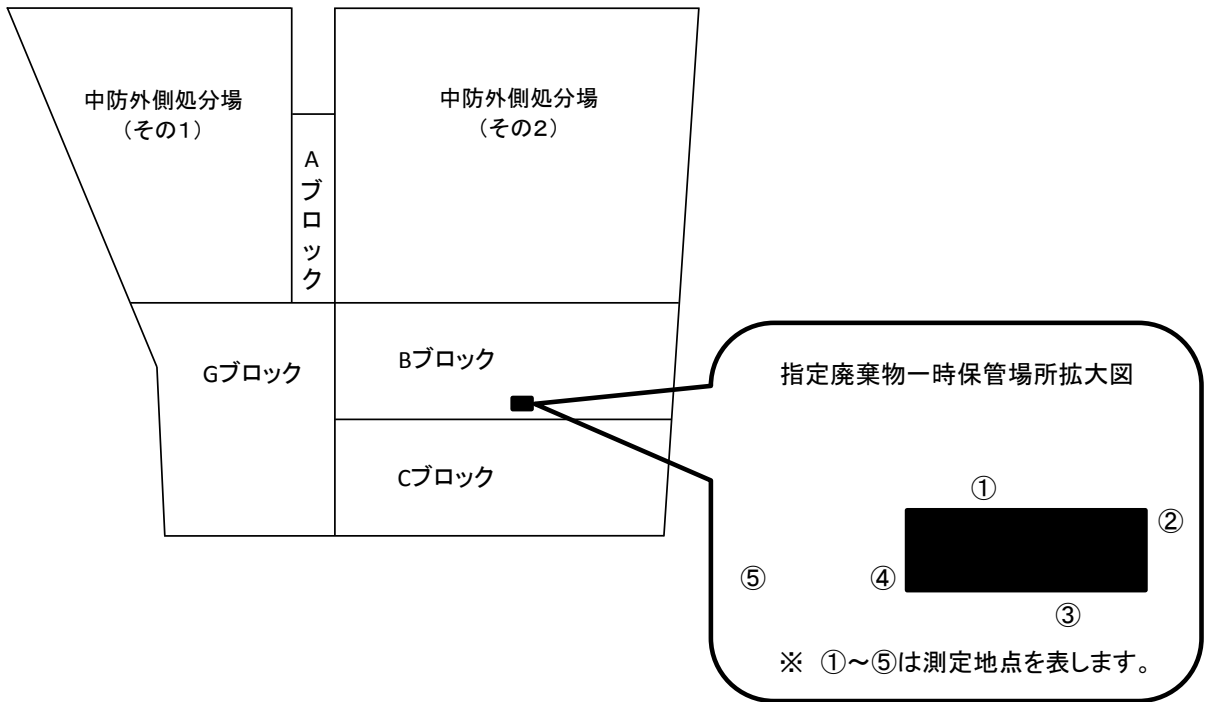 中防外側処分場
(その1)
中防外側処分場
(その2)
Aブロック
Gブロック
Bブロック
Cブロック
指定廃棄物一時保管場所拡大図
①
②
⑤
④
③
※ ①～⑤は測定地点を表します。